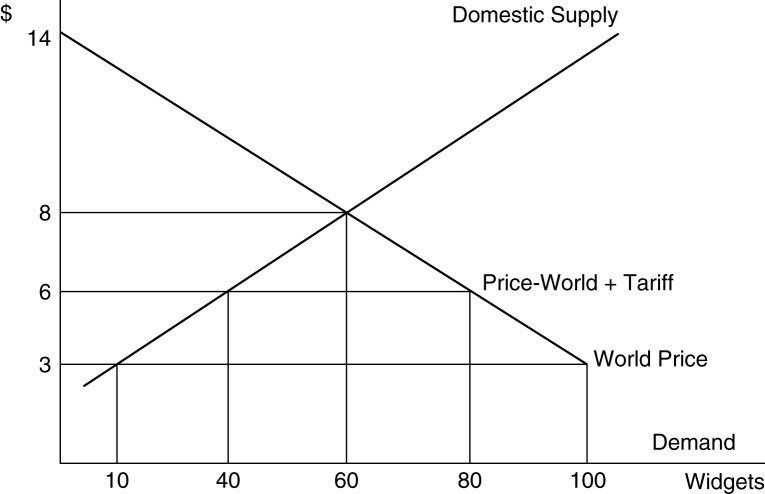 $
Domestic Supply
14
8
6
Price-World + Tariff
3
World Price
Demand
10 40 60 80 100 Widgets